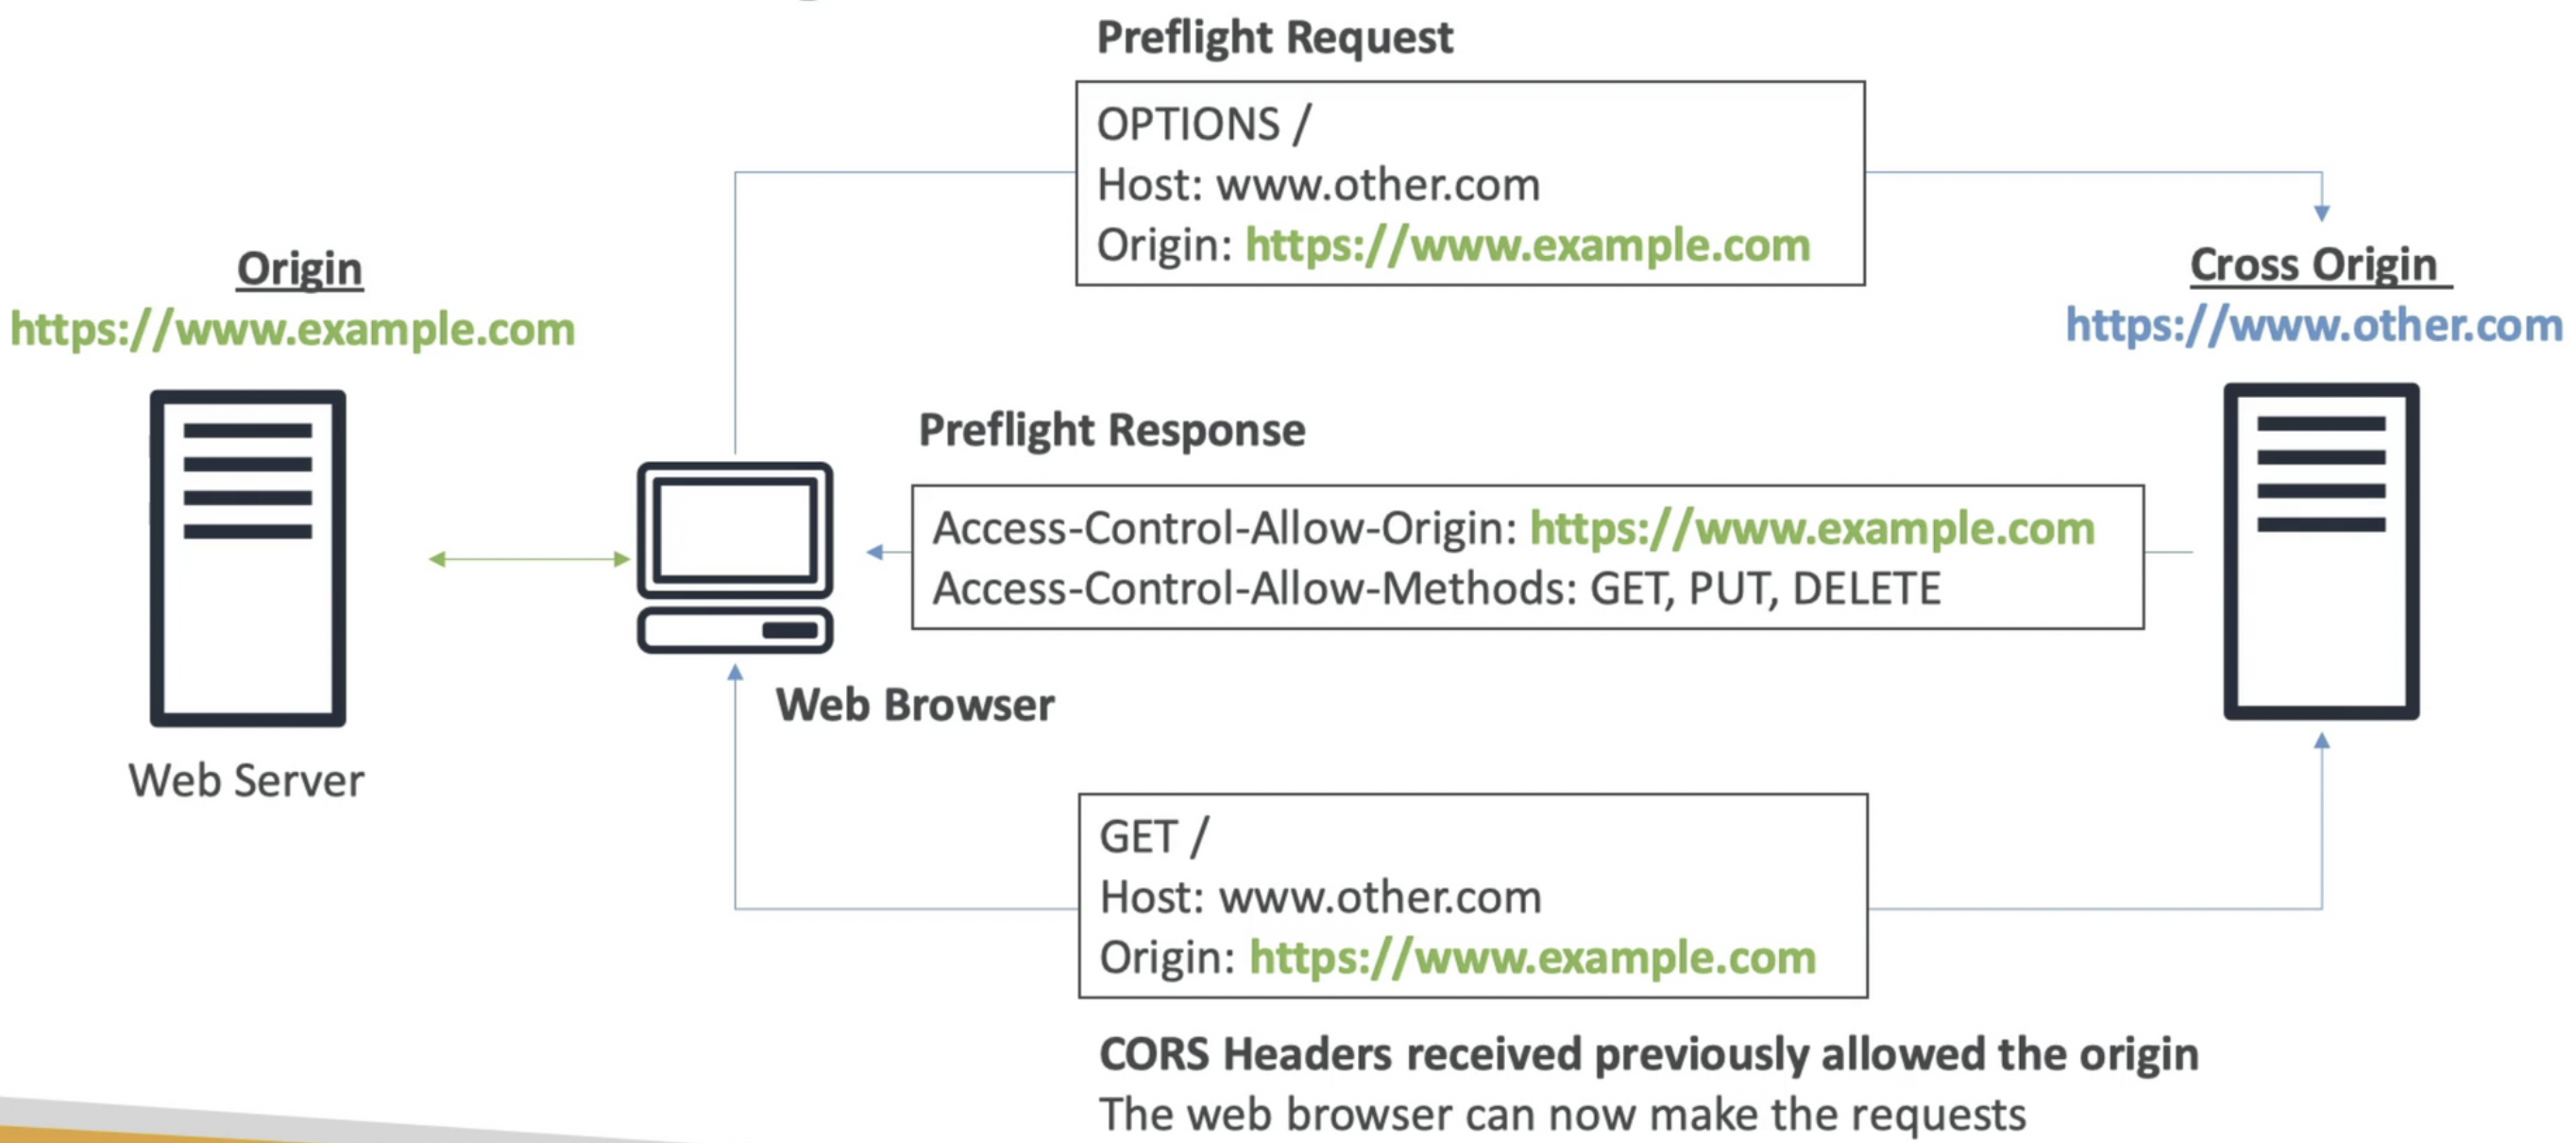 Preflight Request
OPTIONS /
Host: www.other.com
Origin: https://www.example.com
Origin
https://www.example.com
Cross Origin
https://www.other.com
Preflight Response
Access-Control-Allow-Origin: https://www.example.com
Access-Control-Allow-Methods: GET, PUT, DELETE
Web Browser
Web Server
GET /
Host: www.other.com
Origin: https://www.example.com
CORS Headers received previously allowed the origin
The web browser can now make the requests